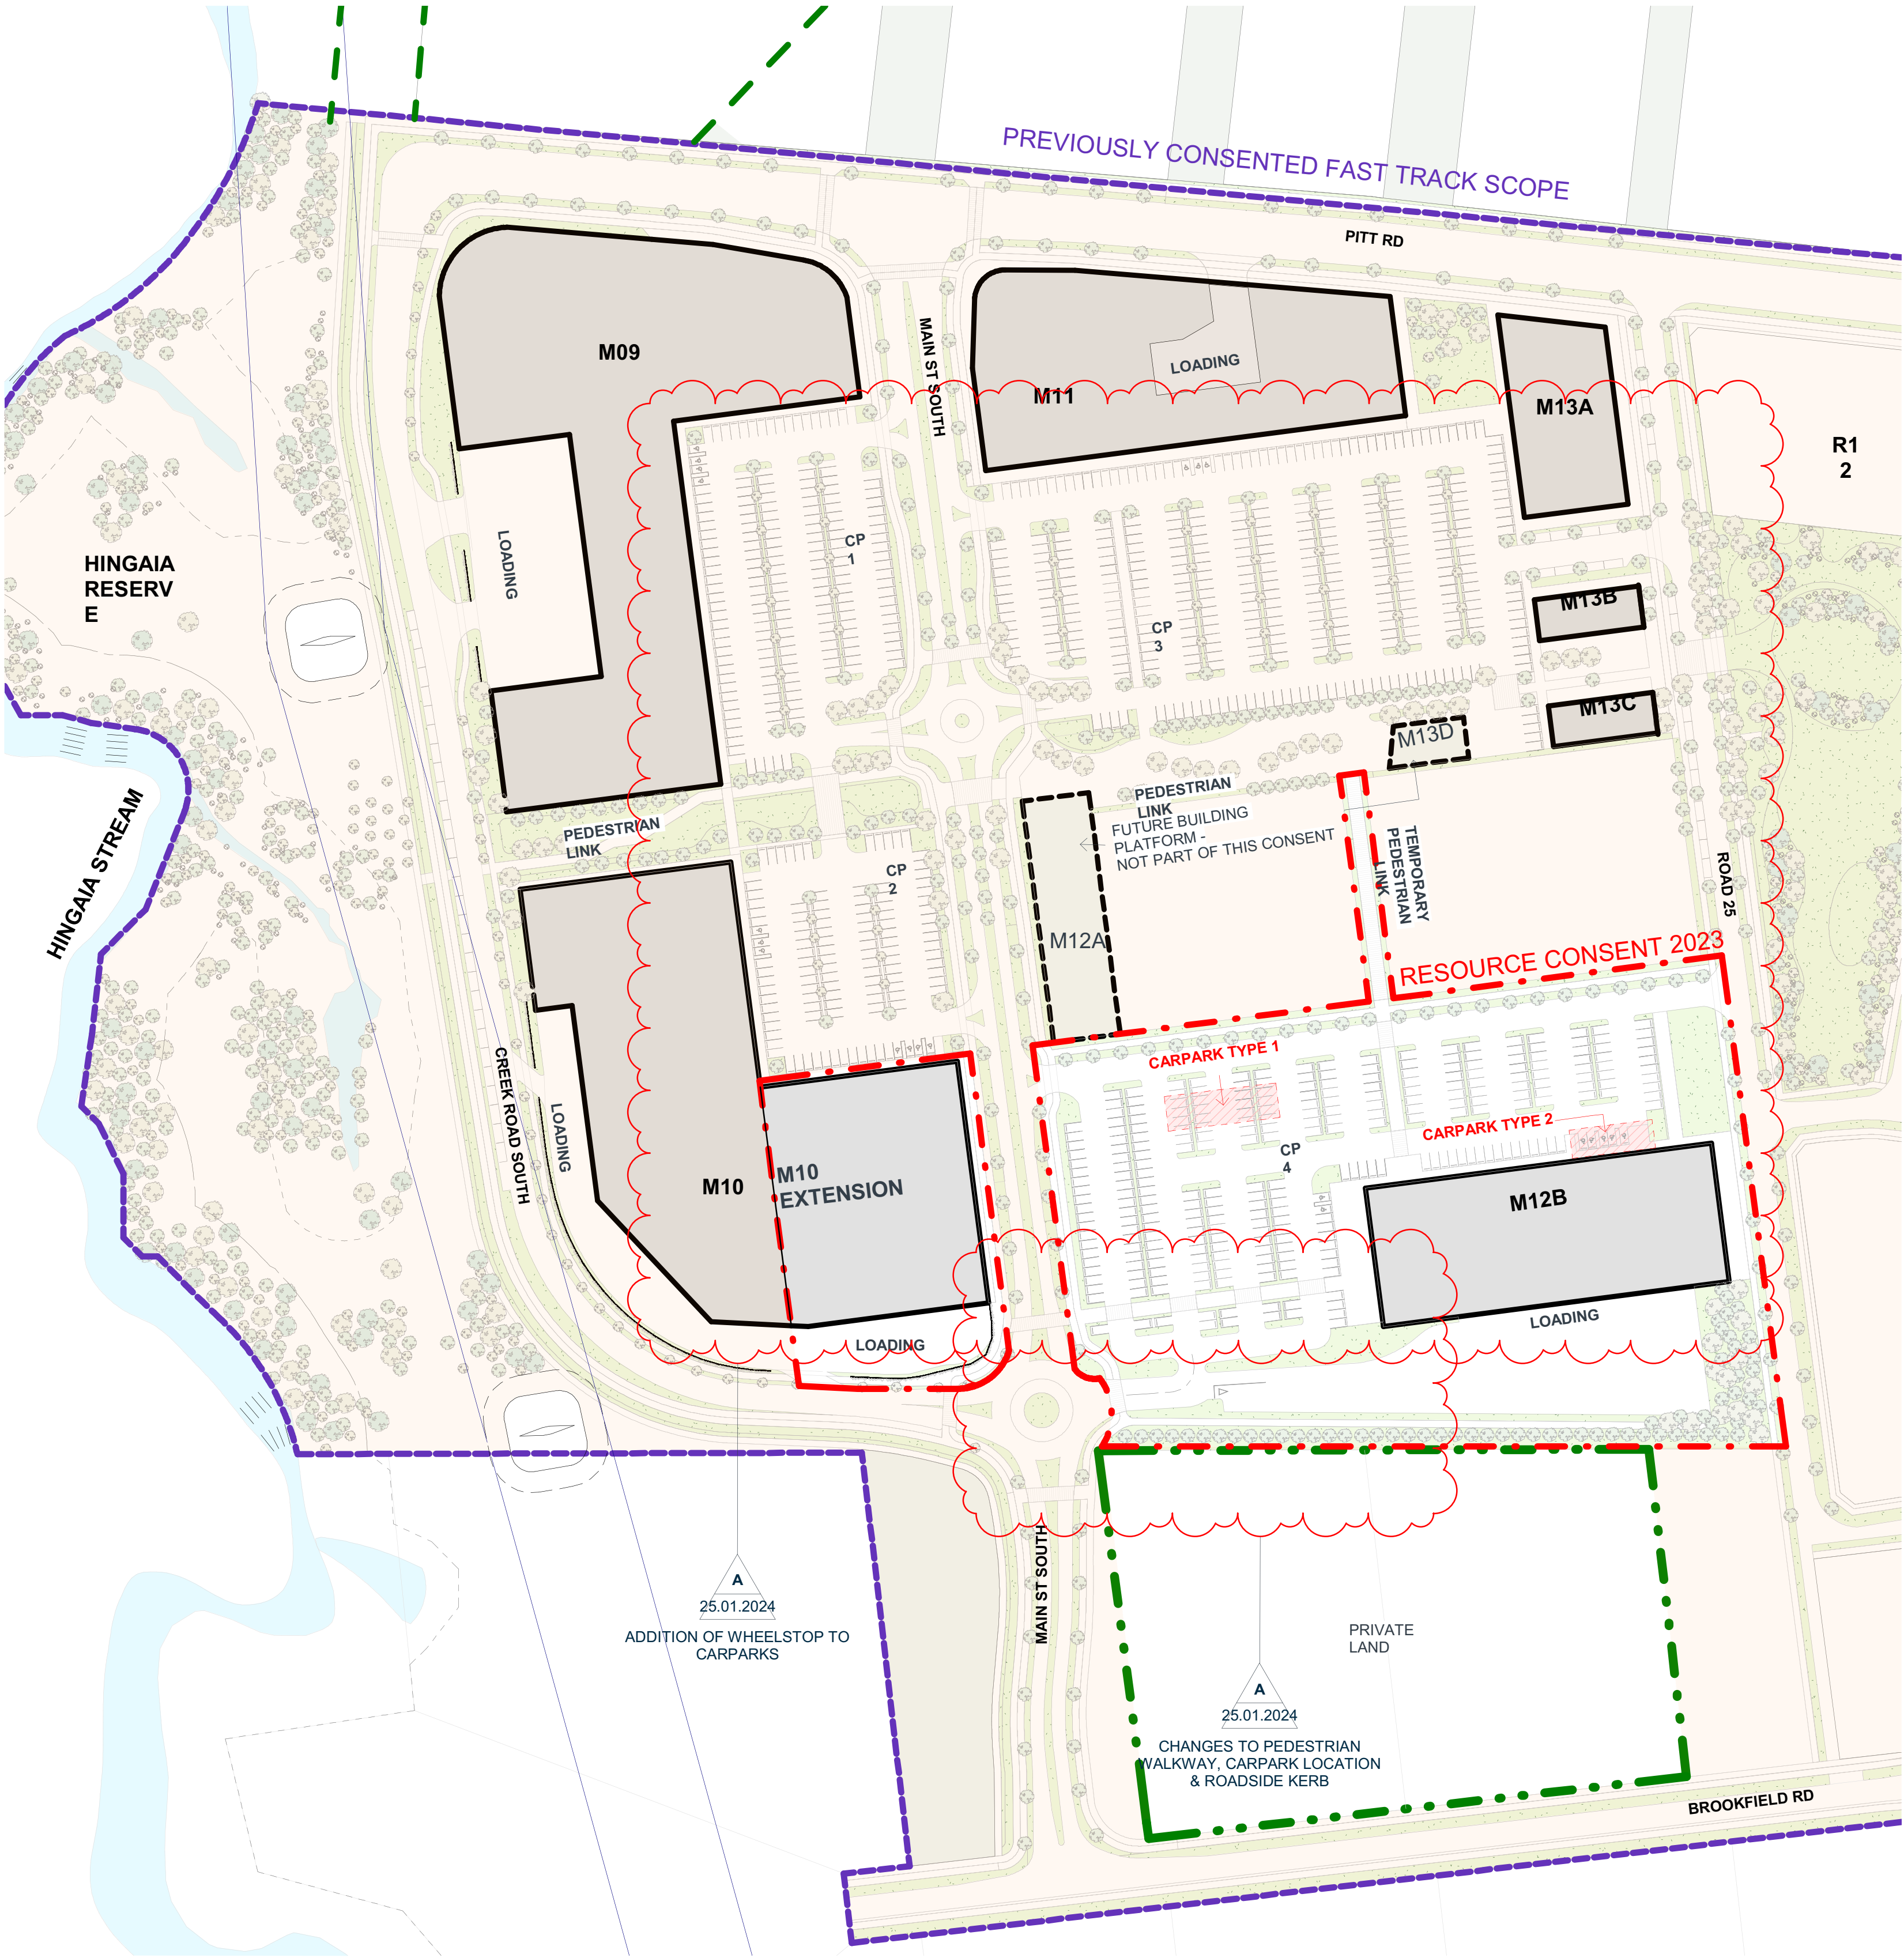 PREVIOUSLY CONSENTED FAST TRACK SCOPE
PITT RD
M09
MAIN ST SOUTH
LOADING
M11
M13A
R1
2
LOADING
CP
1
HINGAIA
RESERV
E
M13B
CP
3
M13C
M13D
HINGAIA STREAM
PEDESTRIAN
LINK
PEDESTRIAN
LINK
FUTURE BUILDING
PLATFORM -
NOT PART OF THIS CONSENT
TEMPORARY
PEDESTRIAN
LINK
ROAD 25
CP
2
M12A
RESOURCE CONSENT 2023
CARPARK TYPE 1
CREEK ROAD SOUTH
LOADING
CARPARK TYPE 2
CP
4
M10
M10
EXTENSION
M12B
LOADING
LOADING
MAIN ST SOUTH
A
25.01.2024
ADDITION OF WHEELSTOP TO
CARPARKS
PRIVATE
LAND
A
25.01.2024
CHANGES TO PEDESTRIAN
WALKWAY, CARPARK LOCATION
& ROADSIDE KERB
BROOKFIELD RD